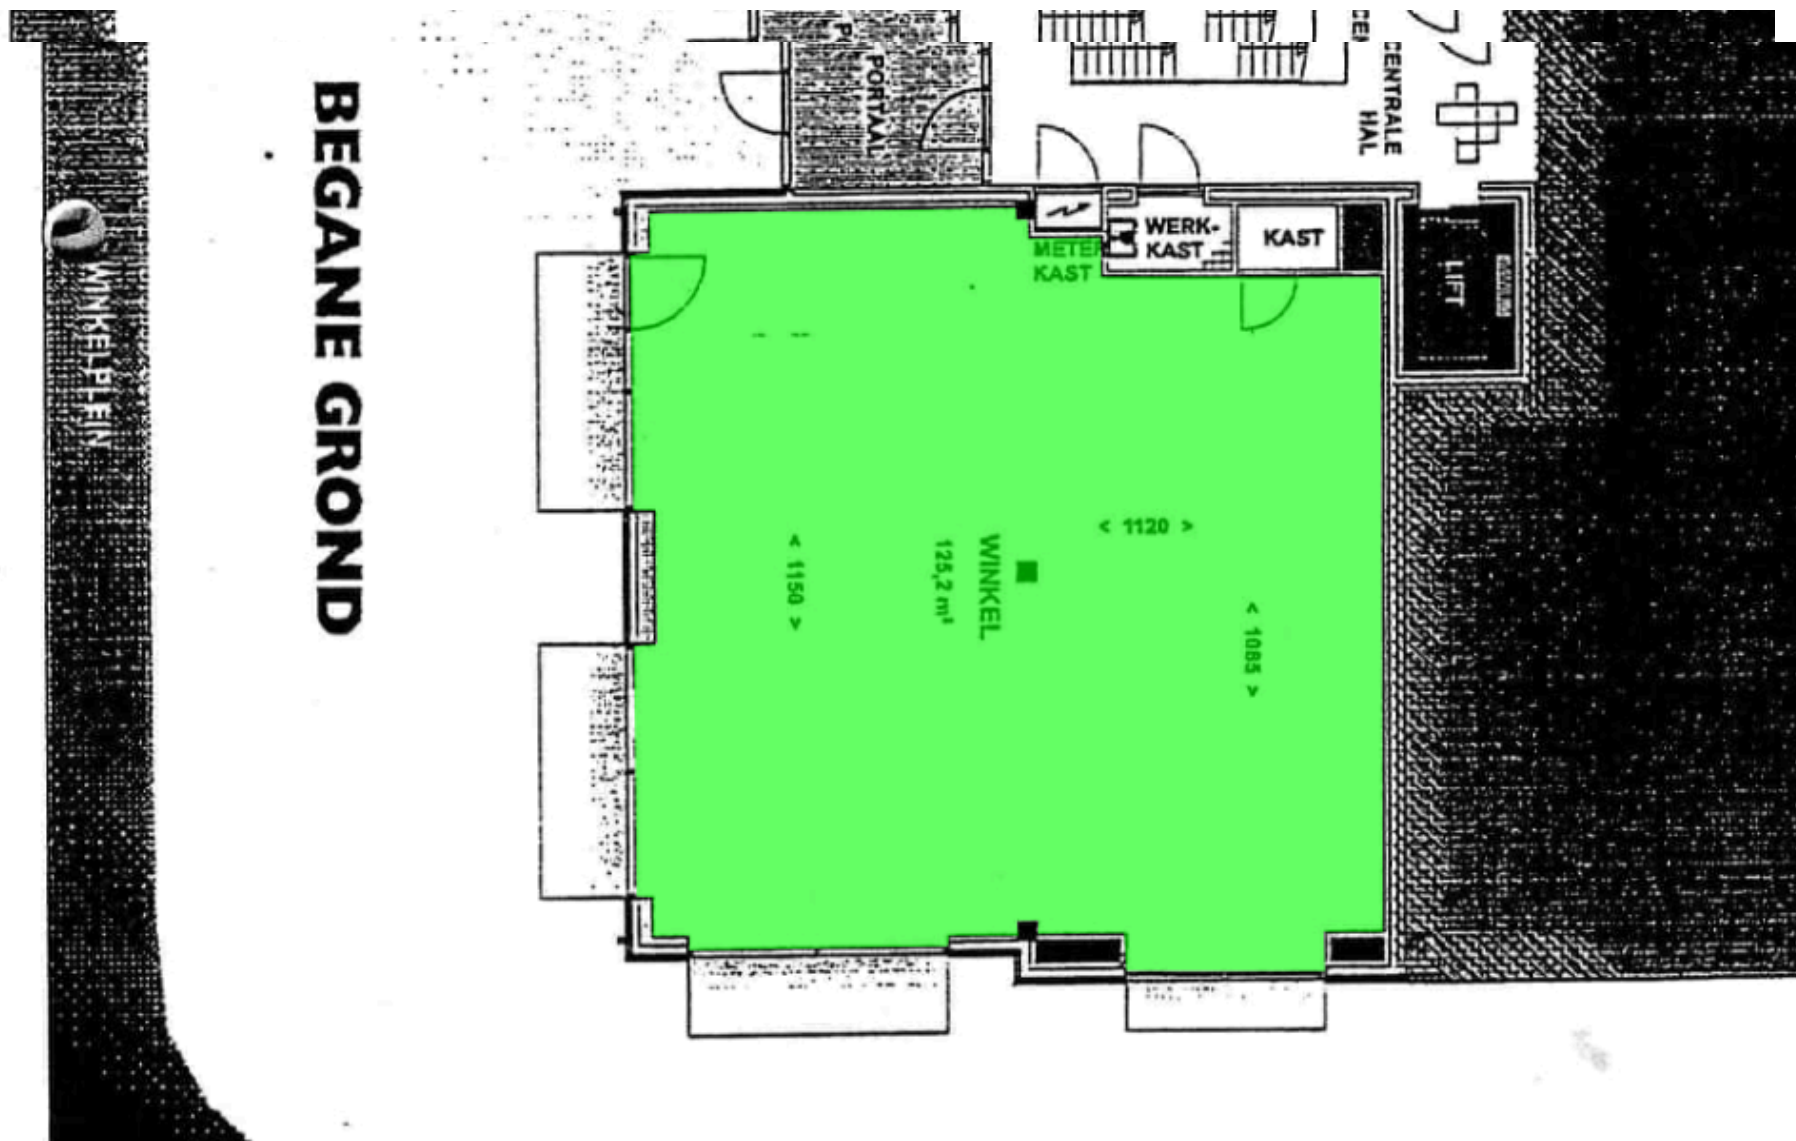 BEGANE GROND
WINKELPLEIN
PORTAAL
CENTRALE
HAL
METER
KAST
WERK-
KAST
KAST
LIFT
< 1120 >
WINKEL
125,2 m²
< 1150 >
< 1085 >